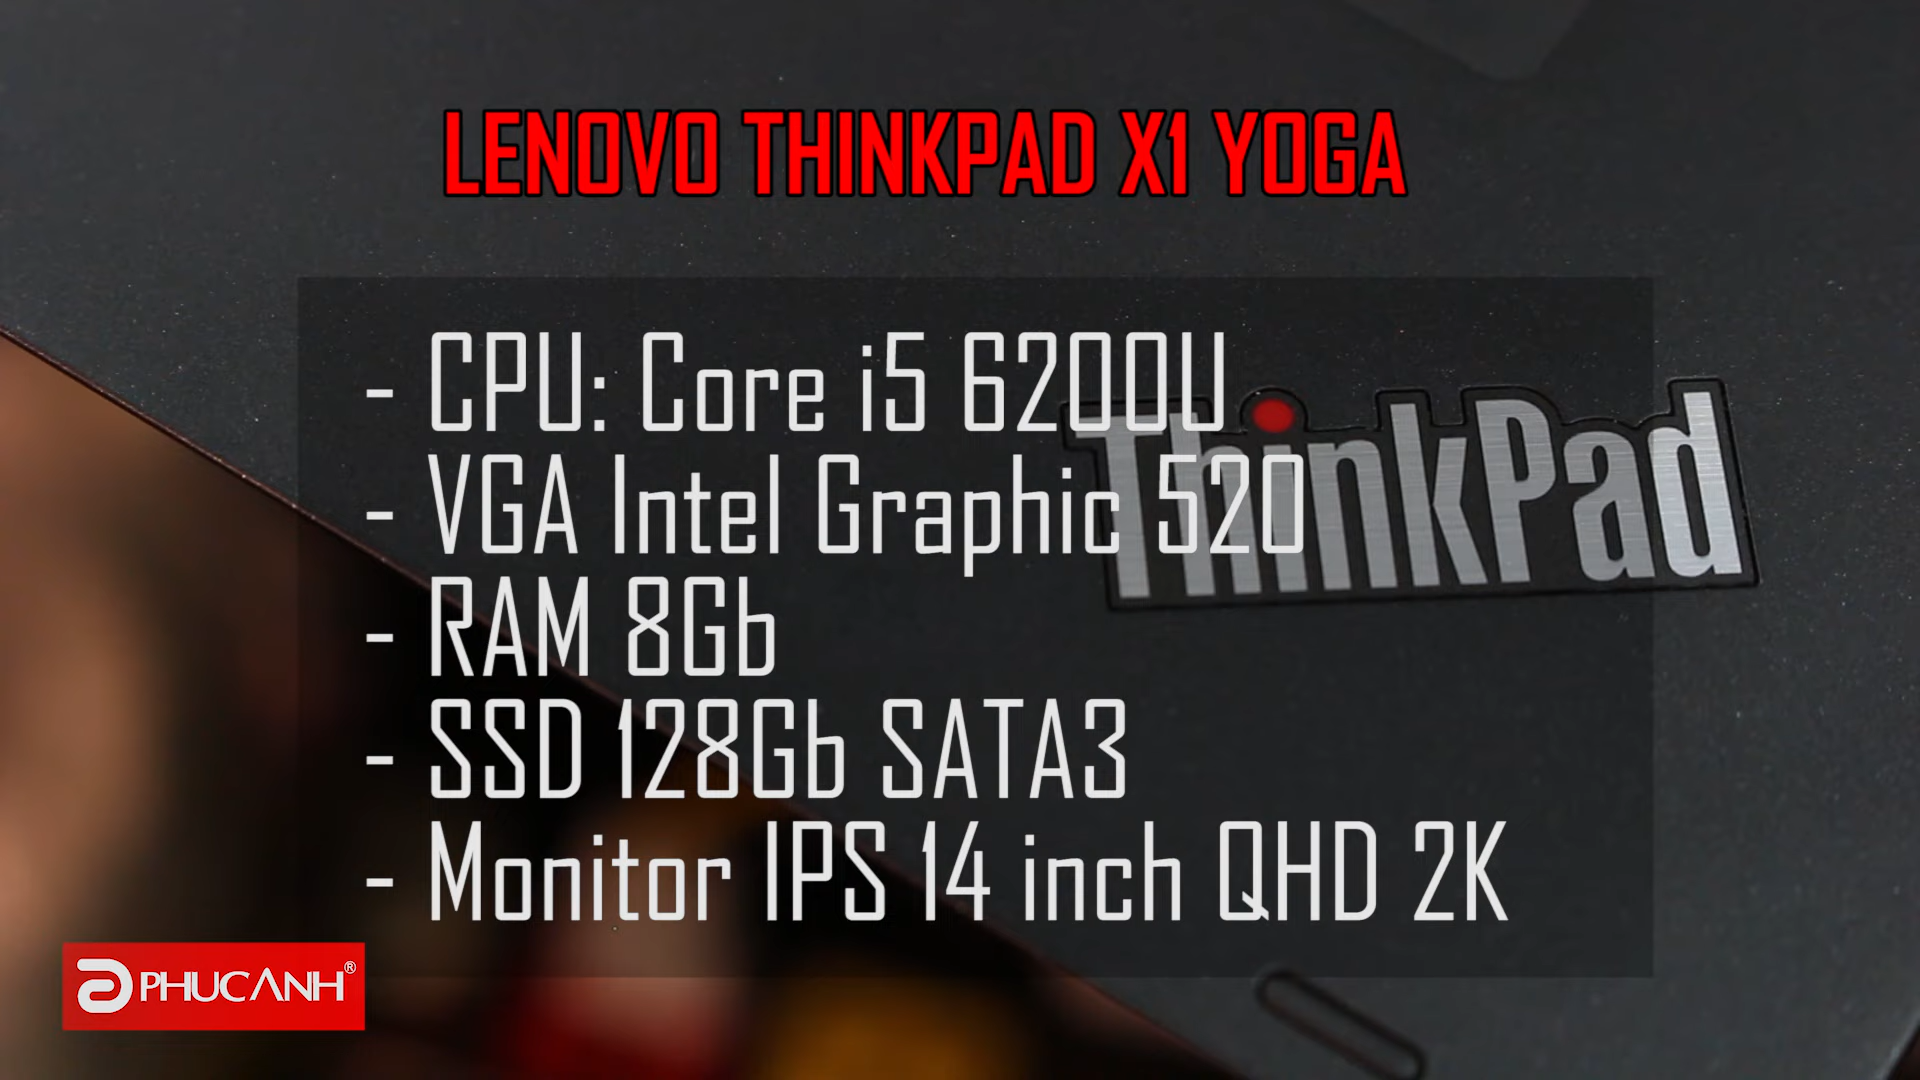 LENOVO THINKPAD X1 YOGA
- CPU: Core i5 6200U
- VGA Intel Graphic 520
- RAM 8Gb
- SSD 128Gb SATA3
- Monitor IPS 14 inch QHD 2K
ThinkPad
PHUCANH®